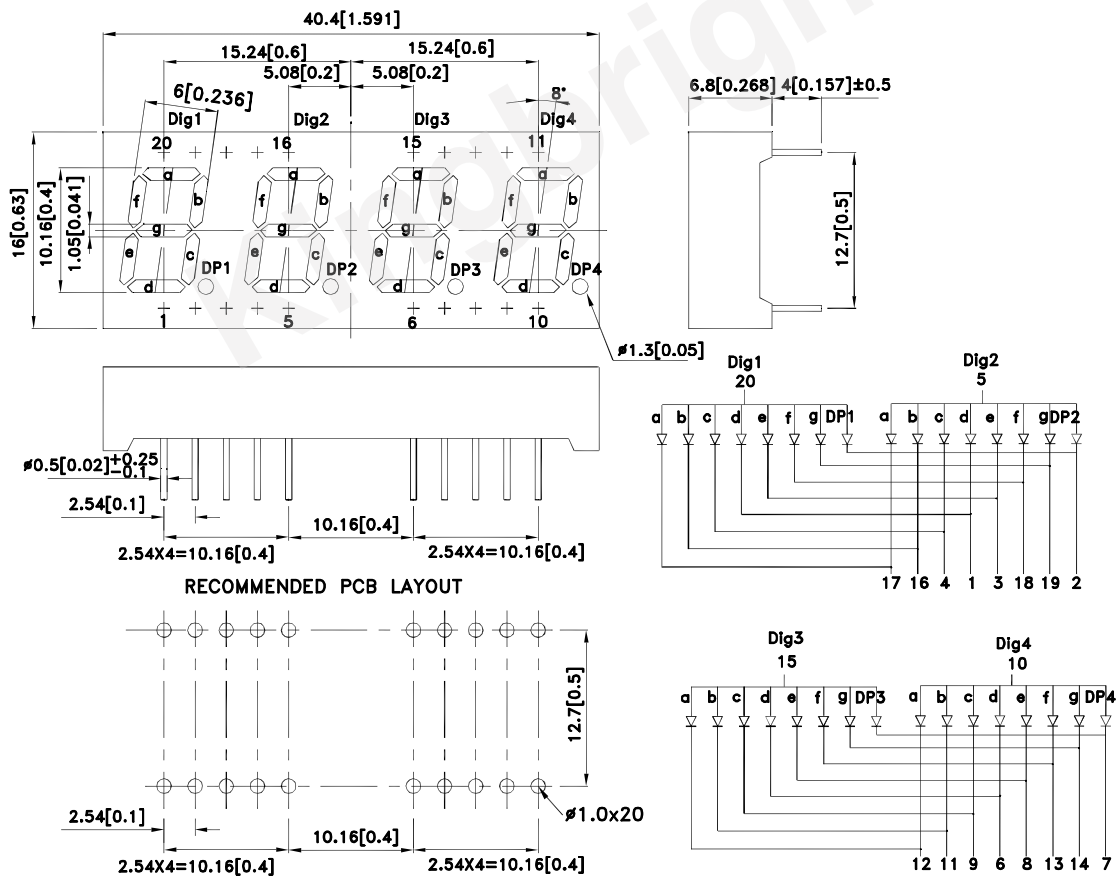 40.4[1.591]
15.24[0.6] 15.24[0.6]
5.08[0.2] 5.08[0.2]
6[0.236] 8°
Dig1 Dig2 Dig3 Dig4
20 16 15 11
a a a a
f b f b f b f b
g g g g
e c e c e c e c
d d d d
DP1 DP2 DP3 DP4
1 5 6 10
16[0.63]
10.16[0.4]
1.05[0.041]
ø1.3[0.05]
6.8[0.268] 4[0.157]±0.5
12.7[0.5]
Kingbrigh
ø0.5[0.02]+0.25
-0.1
2.54[0.1]
10.16[0.4]
2.54X4=10.16[0.4] 2.54X4=10.16[0.4]
RECOMMENDED PCB LAYOUT
12.7[0.5]
2.54[0.1]
10.16[0.4]
ø1.0x20
2.54X4=10.16[0.4] 2.54X4=10.16[0.4]
Dig1 Dig2
20 5
a b c d e f g DP1 a b c d e f g DP2
17 16 4 1 3 18 19 2
Dig3 Dig4
15 10
a b c d e f g DP3 a b c d e f g DP4
12 11 9 6 8 13 14 7